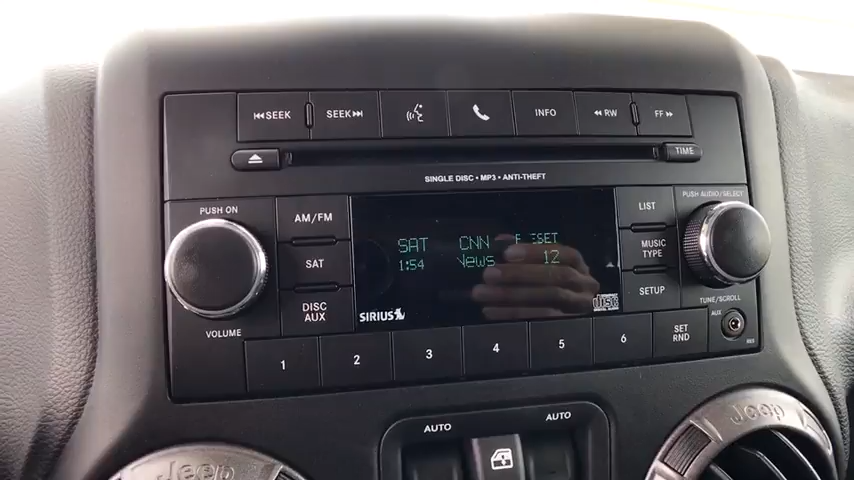 SEEK SEEK INFO RW FF
TIME
SINGLE DISC • MP3 • ANTI-THEFT
PUSH ON AM/FM LIST PUSH AUDIO/SELECT
SAT CNN
1:54 News 12
SAT MUSIC TYPE
DISC AUX SETUP
SIRIUS
VOLUME TUNE/SCROLL
AUX
1 2 3 4 5 6 SET RND
AUTO AUTO
Jeep Jeep